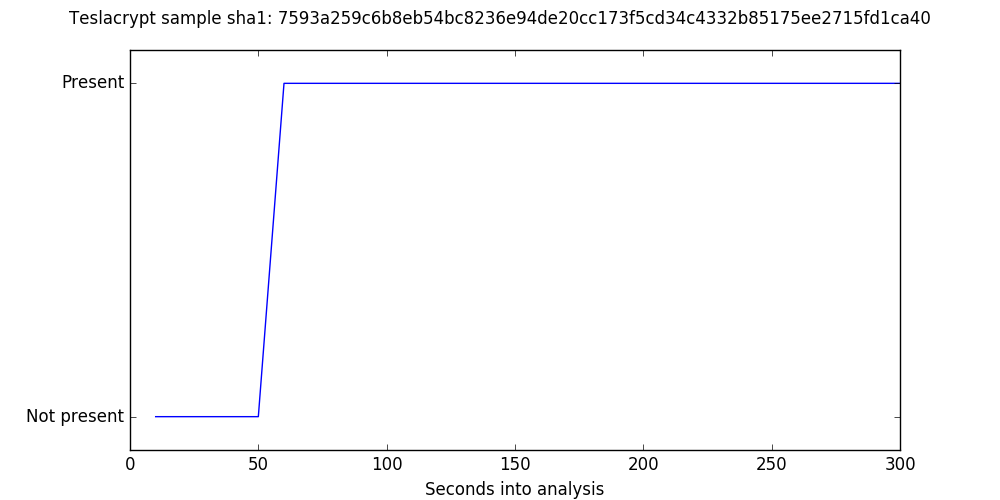 Teslacrypt sample sha1: 7593a259c6b8eb54bc8236e94de20cc173f5cd34c4332b85175ee2715fd1ca40
Present
Not present
0 50 100 150 200 250 300
Seconds into analysis